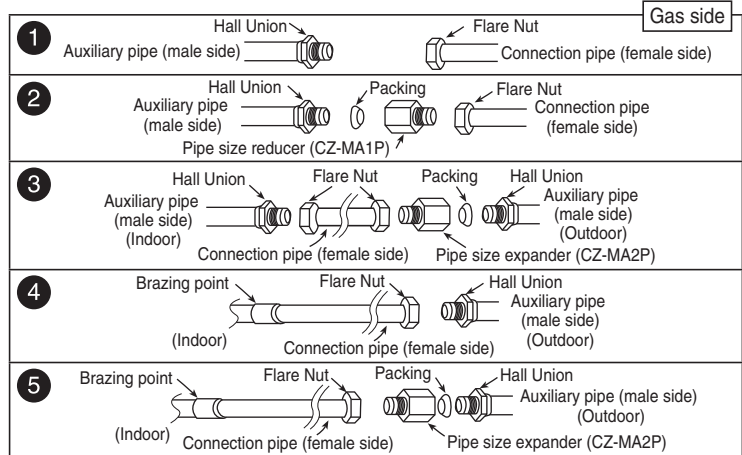 Gas side
1
Hall Union
Flare Nut
Auxiliary pipe (male side)
Connection pipe (female side)
2
Hall Union
Packing
Flare Nut
Auxiliary pipe
(male side)
Connection pipe
(female side)
Pipe size reducer (CZ-MA1P)
3
Hall Union
Flare Nut
Packing
Hall Union
Auxiliary pipe
(male side)
(Indoor)
Auxiliary pipe
(male side)
(Outdoor)
Connection pipe (female side)
Pipe size expander (CZ-MA2P)
4
Brazing point
Flare Nut
Hall Union
Auxiliary pipe
(male side)
(Outdoor)
(Indoor)
Connection pipe (female side)
5
Brazing point
Flare Nut
Packing
Hall Union
Auxiliary pipe (male side)
(Outdoor)
(Indoor)
Connection pipe (female side)
Pipe size expander (CZ-MA2P)